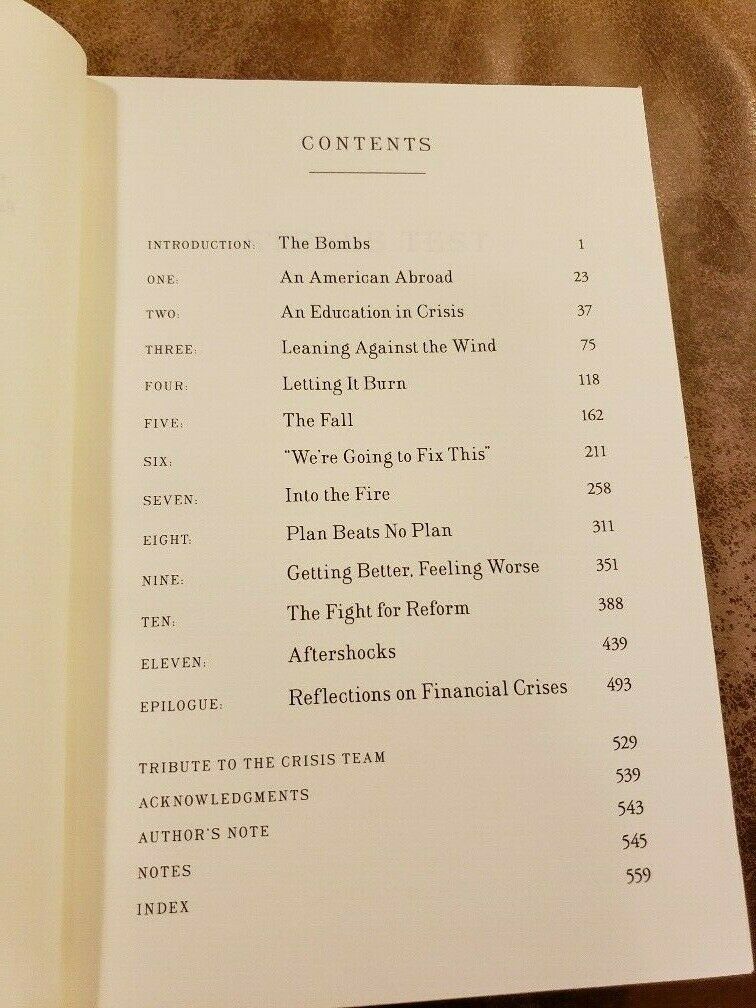 CONTENTS
INTRODUCTION: The Bombs 1
ONE: An American Abroad 23
TWO: An Education in Crisis 37
THREE: Leaning Against the Wind 75
FOUR: Letting It Burn 118
FIVE: The Fall 162
SIX: “We’re Going to Fix This” 211
SEVEN: Into the Fire 258
EIGHT: Plan Beats No Plan 311
NINE: Getting Better, Feeling Worse 351
TEN: The Fight for Reform 388
ELEVEN: Aftershocks 439
EPILOGUE: Reflections on Financial Crises 493
TRIBUTE TO THE CRISIS TEAM 529
ACKNOWLEDGMENTS 539
AUTHOR’S NOTE 543
NOTES 545
INDEX 559